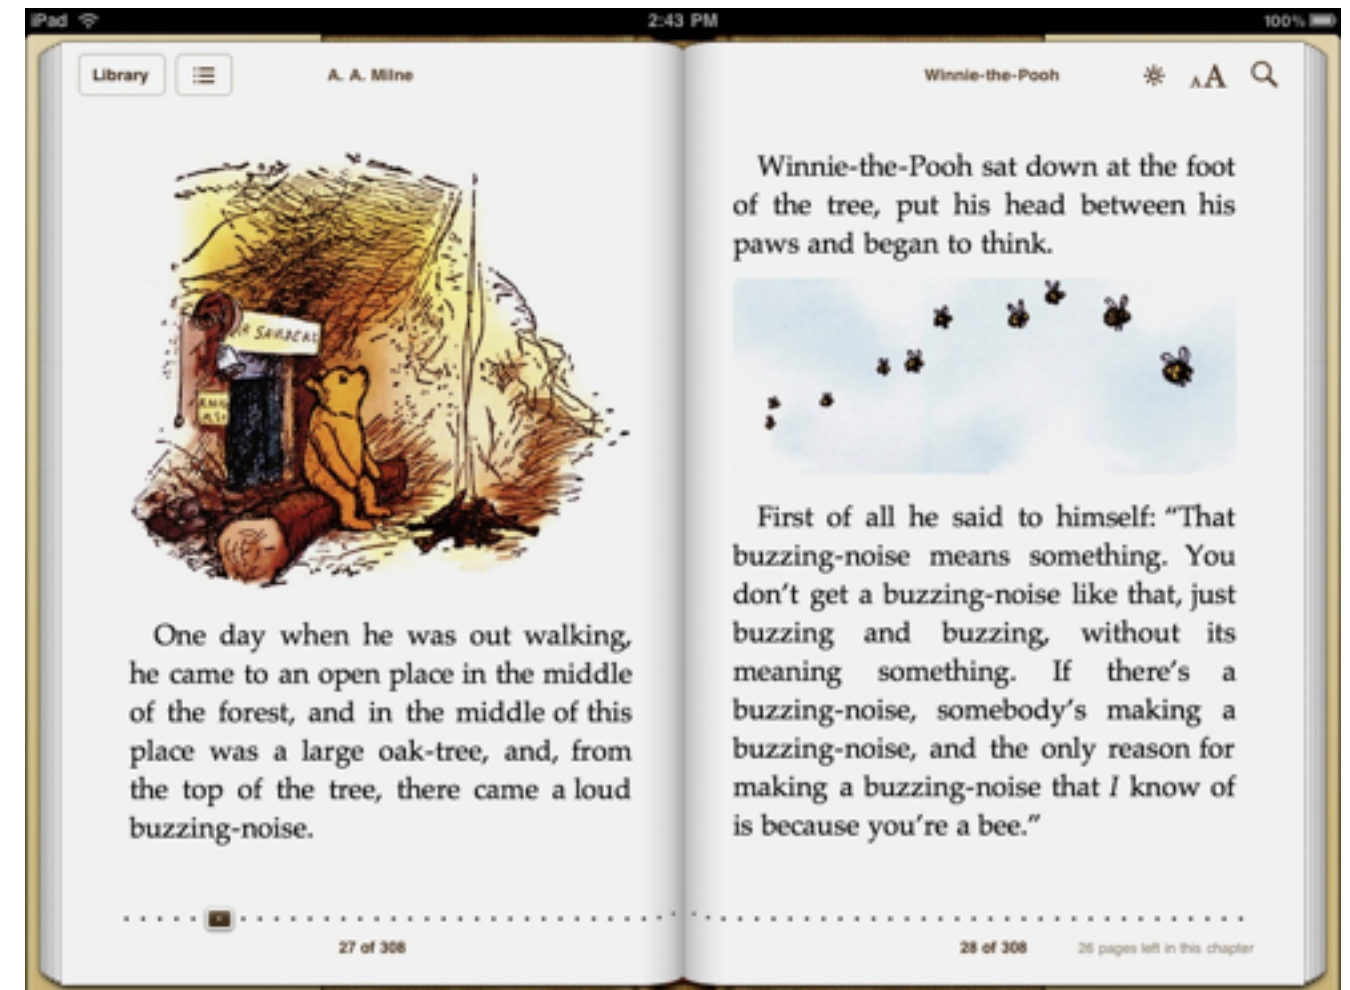 iPad
2:43 PM
100%
Library
A. A. Milne
Winnie-the-Pooh
AA
R SANDE
One day when he was out walking,
he came to an open place in the middle
of the forest, and in the middle of this
place was a large oak-tree, and, from
the top of the tree, there came a loud
buzzing-noise.
27 of 308
Winnie-the-Pooh sat down at the foot
of the tree, put his head between his
paws and began to think.
First of all he said to himself: “That
buzzing-noise means something. You
don’t get a buzzing-noise like that, just
buzzing and buzzing, without its
meaning something. If there’s a
buzzing-noise, somebody’s making a
buzzing-noise, and the only reason for
making a buzzing-noise that I know of
is because you’re a bee.”
28 of 308
26 pages left in this chapter